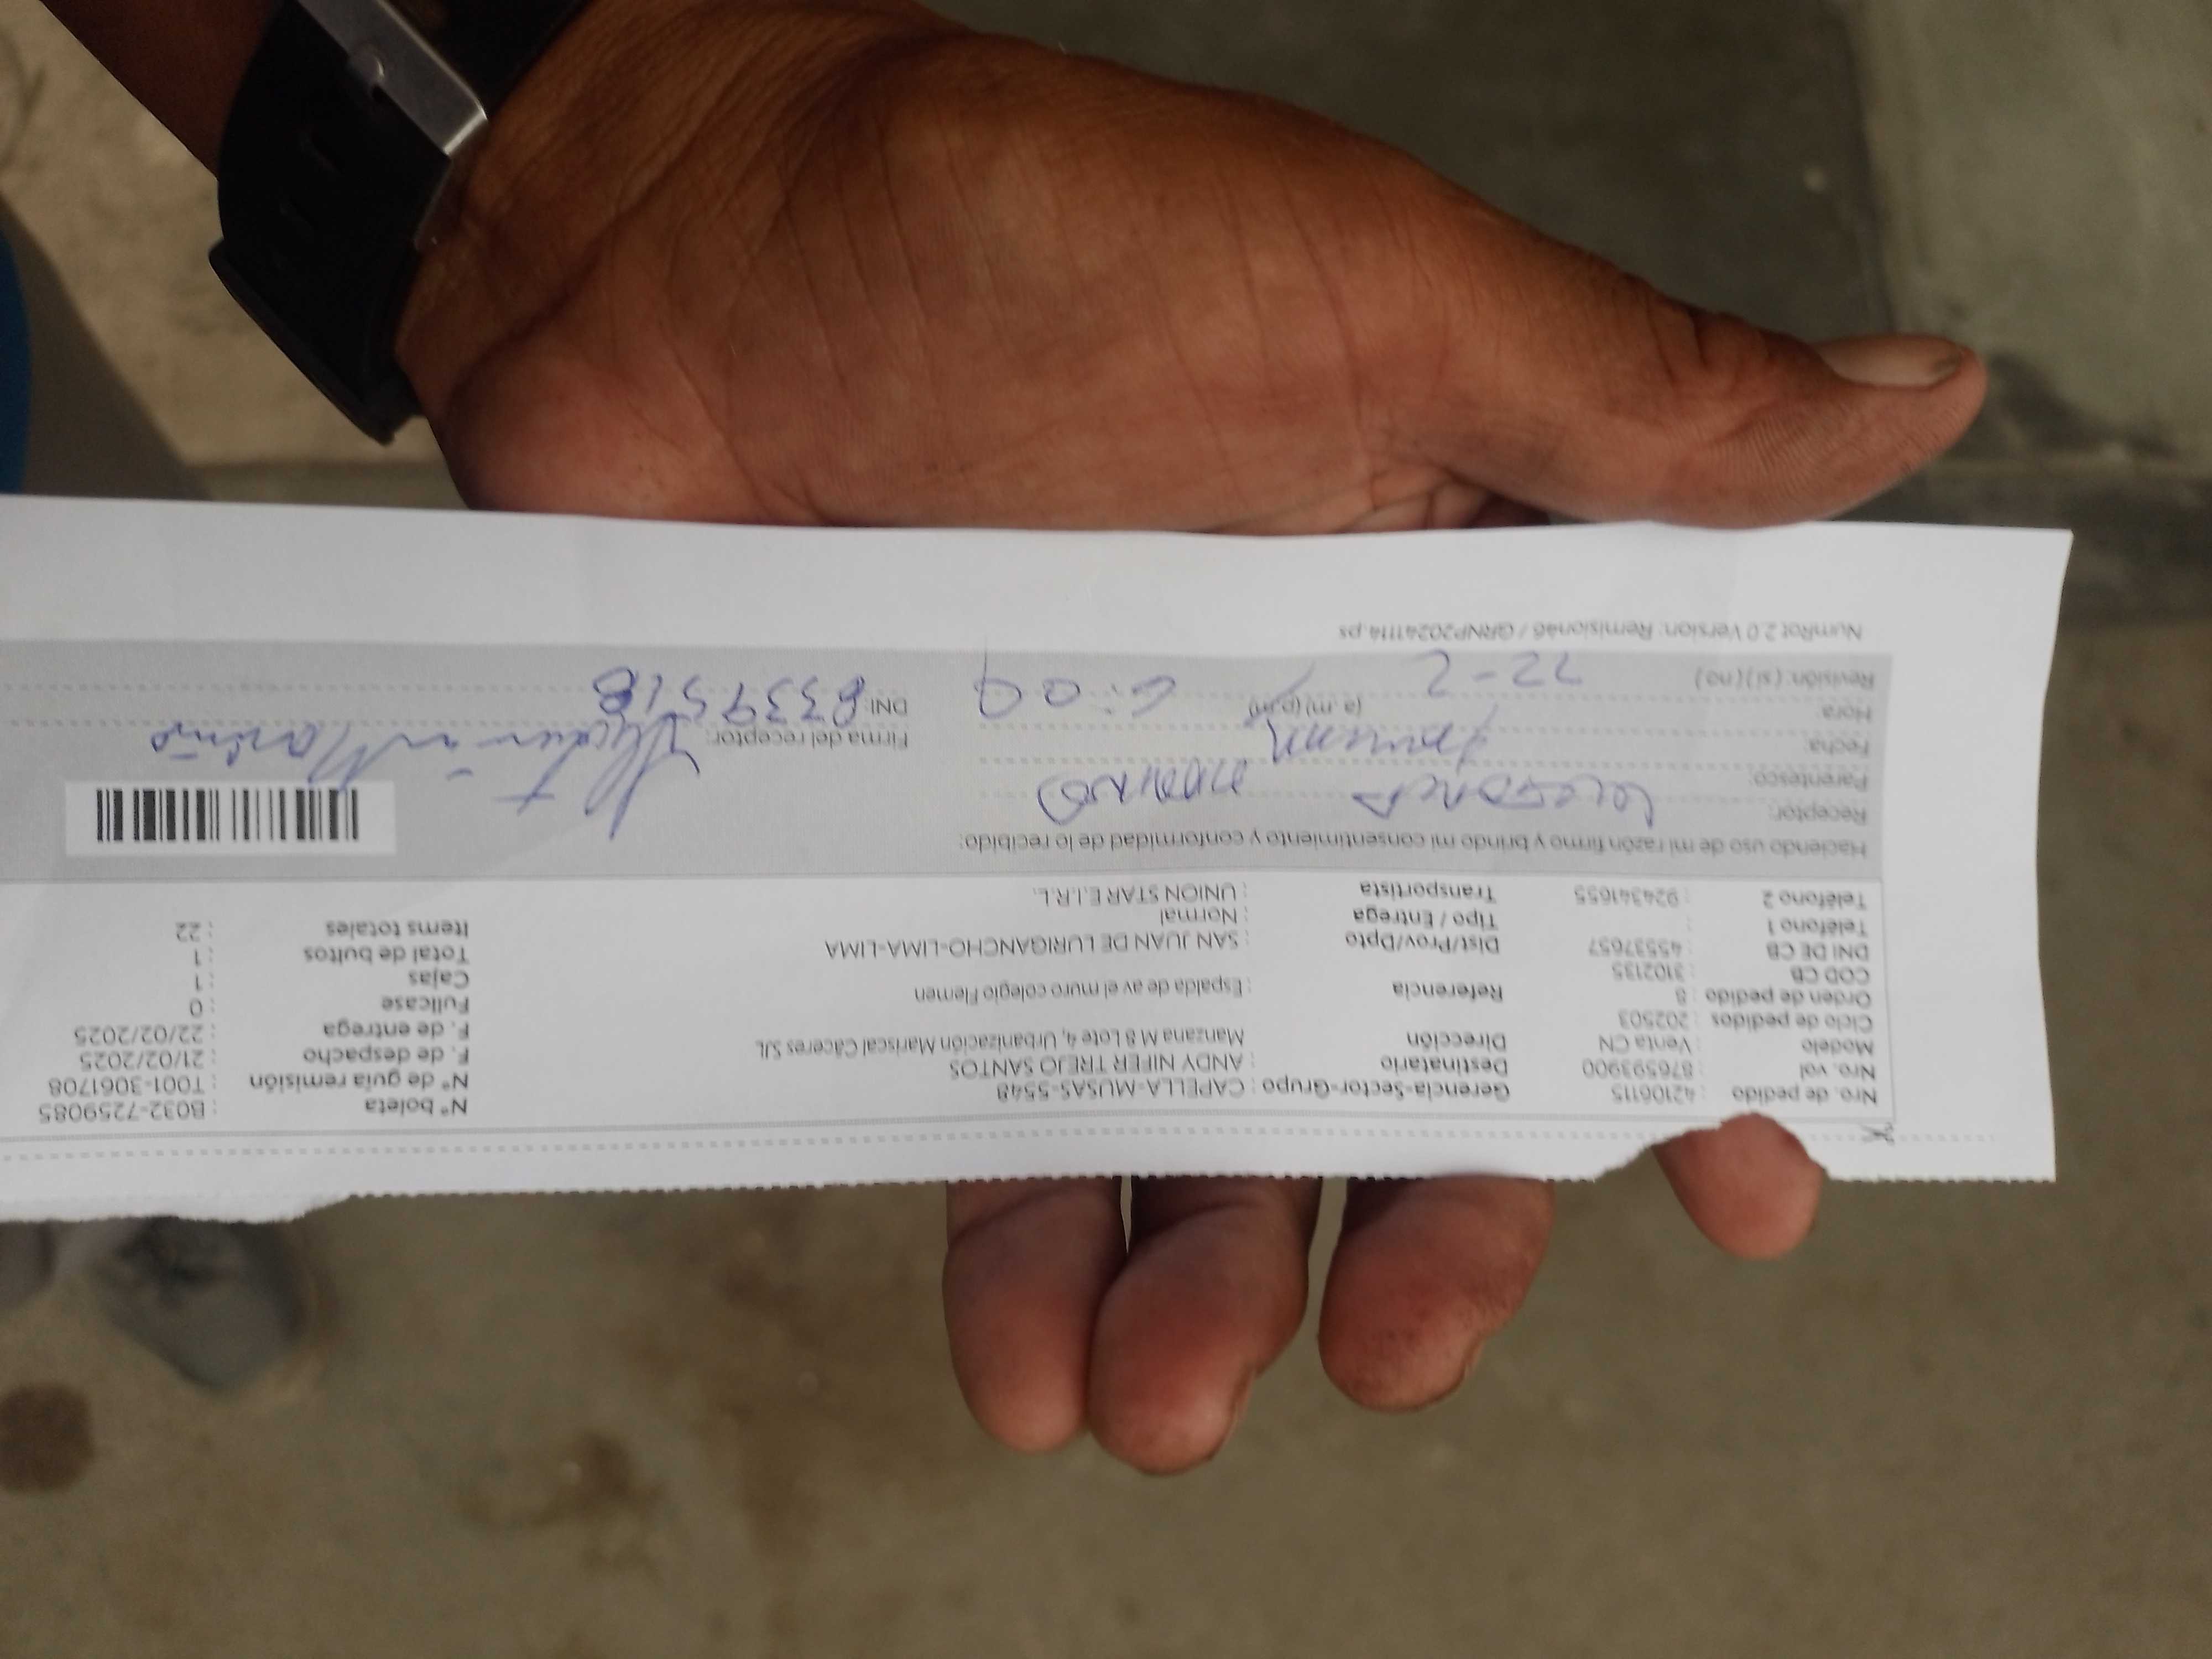 Nro. de pedido : 42106115 Gerencia-Sector-Grupo : CAPELLA-MUSAS-5548 N° boleta : B032-7259085
Nro. vol : 876593900 Destinatario : ANDY NIFER TREJO SANTOS N° de guía remisión : T001-3061708
Modelo : Venta CN Dirección Manzana M 8 Lote 4, Urbanización Mariscal Cáceres SJL F. de despacho : 21/02/2025
Ciclo de pedidos : 202503 F. de entrega : 22/02/2025
Orden de pedido : 8 Referencia : Espalda de av el muro colegio Flemen Fullcase : 0
COD CB : 3102135 Cajas : 1
DNI DE CB : 45537657 Dist/Prov/Dpto : SAN JUAN DE LURIGANCHO-LIMA-LIMA Total de bultos : 1
Teléfono 1 : Tipo / Entrega : Normal Items totales : 22
Teléfono 2 : 924341655 Transportista : UNION STAR E.I.R.L.
Haciendo uso de mi razón firmo y brindo mi consentimiento y conformidad de lo recibido:
Receptor:
Parentesco:
Fecha: Firma del receptor:
Hora: (a.m) (p.m) 6:09 DNI:
Revisión: (si) (no) 22-2
NumRot 2.0 Version: Remision46 / GRNP20241114.ps